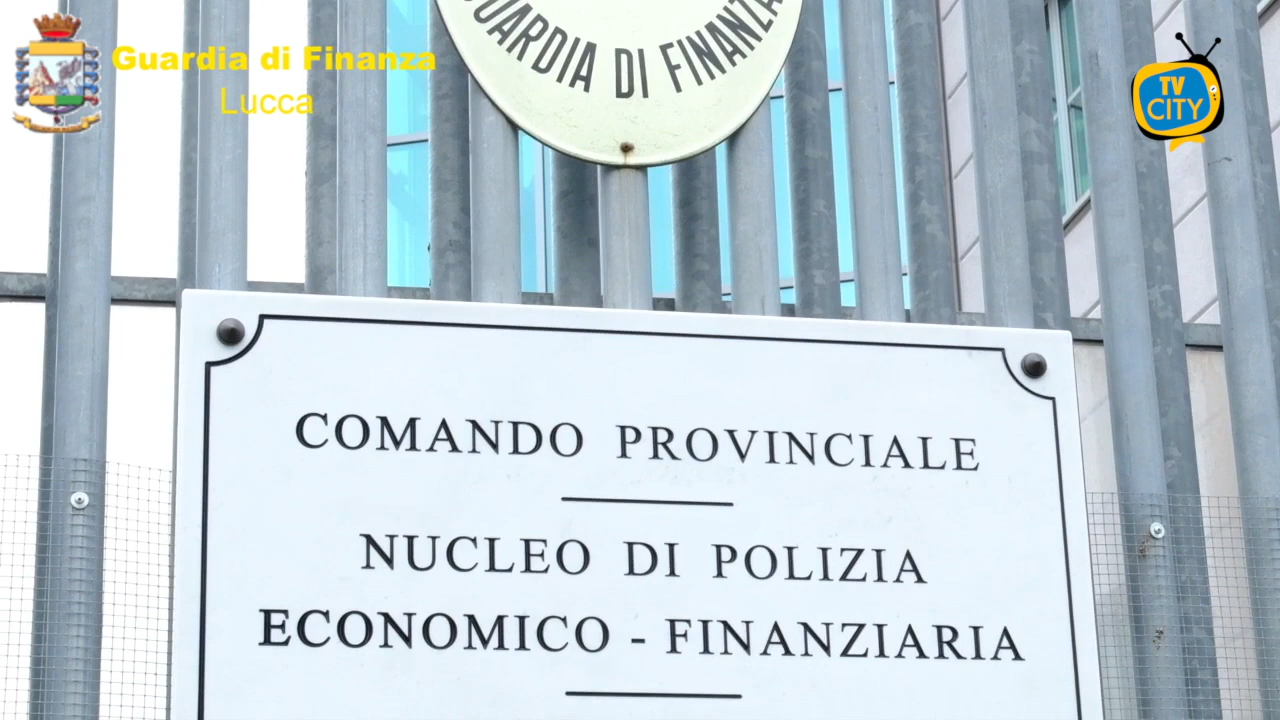 GUARDIA DI FINANZA
Guardia di Finanza
Lucca
TV
CITY
COMANDO PROVINCIALE
NUCLEO DI POLIZIA
ECONOMICO - FINANZIARIA